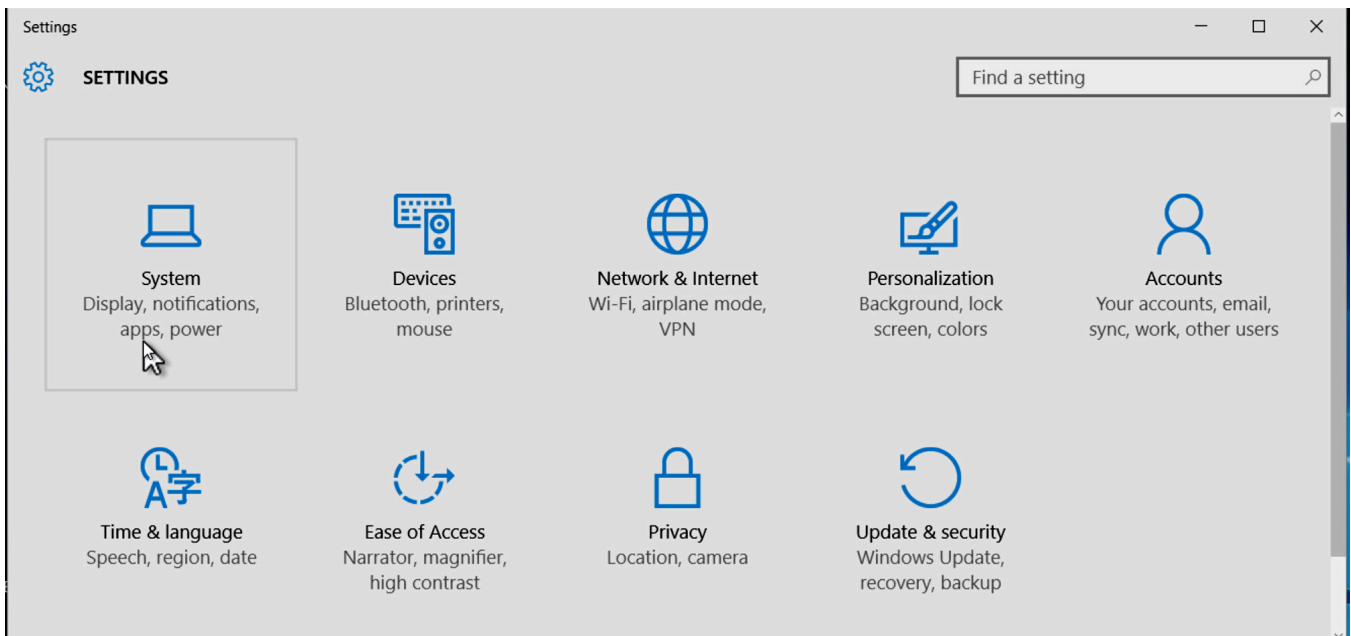 Settings
SETTINGS
Find a setting
System
Display, notifications,
apps, power
Devices
Bluetooth, printers,
mouse
Network & Internet
Wi-Fi, airplane mode,
VPN
Personalization
Background, lock
screen, colors
Accounts
Your accounts, email,
sync, work, other users
Time & language
Speech, region, date
Ease of Access
Narrator, magnifier,
high contrast
Privacy
Location, camera
Update & security
Windows Update,
recovery, backup